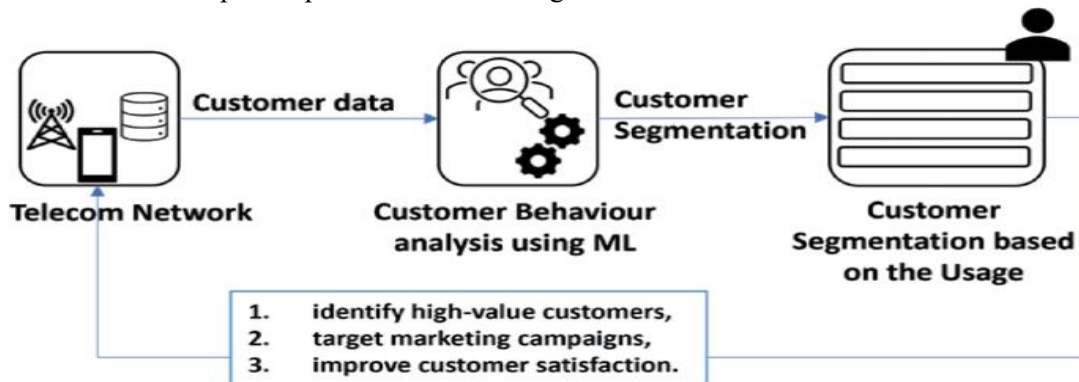 Customer data
Customer
Segmentation
Telecom Network
Customer Behaviour
analysis using ML
Customer
Segmentation based
on the Usage
1. identify high-value customers,
2. target marketing campaigns,
3. improve customer satisfaction.